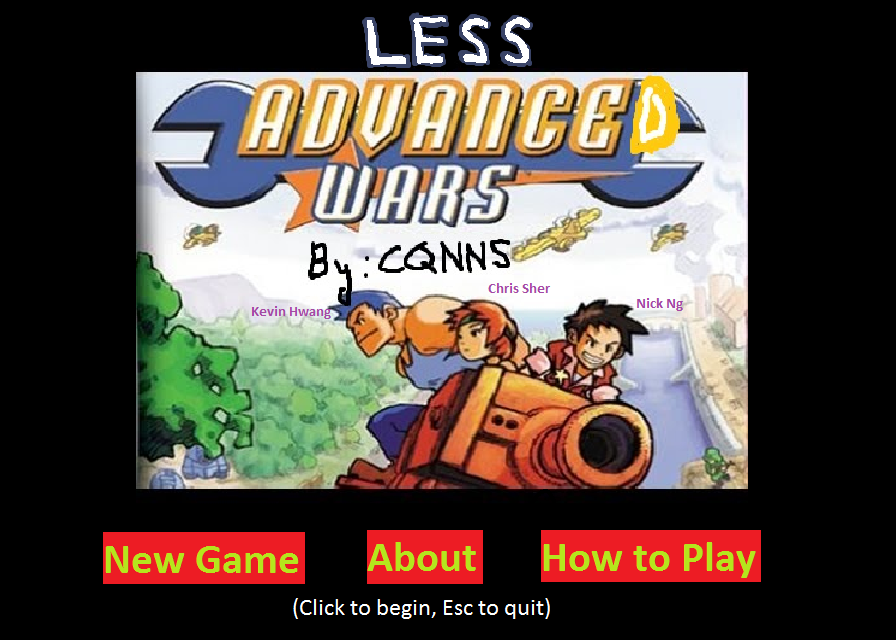 LESS
ADVANCED
WARS
By: CQNNS
Chris Sher
Kevin Hwang
Nick Ng
New Game
About
How to Play
(Click to begin, Esc to quit)